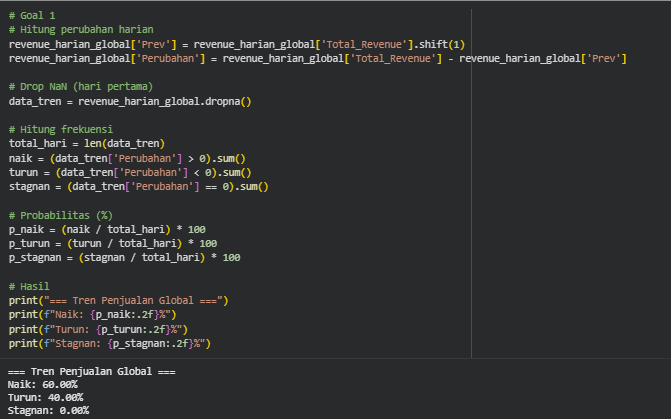 # Goal 1
# Hitung perubahan harian
revenue_harian_global['Prev'] = revenue_harian_global['Total_Revenue'].shift(1)
revenue_harian_global['Perubahan'] = revenue_harian_global['Total_Revenue'] - revenue_harian_global['Prev']
# Drop NaN (hari pertama)
data_tren = revenue_harian_global.dropna()
# Hitung frekuensi
total_hari = len(data_tren)
naik = (data_tren['Perubahan'] > 0).sum()
turun = (data_tren['Perubahan'] < 0).sum()
stagnan = (data_tren['Perubahan'] == 0).sum()
# Probabilitas (%)
p_naik = (naik / total_hari) * 100
p_turun = (turun / total_hari) * 100
p_stagnan = (stagnan / total_hari) * 100
# Hasil
print("=== Tren Penjualan Global ===")
print(f"Naik: {p_naik:.2f}%")
print(f"Turun: {p_turun:.2f}%")
print(f"Stagnan: {p_stagnan:.2f}%")
=== Tren Penjualan Global ===
Naik: 60.00%
Turun: 40.00%
Stagnan: 0.00%